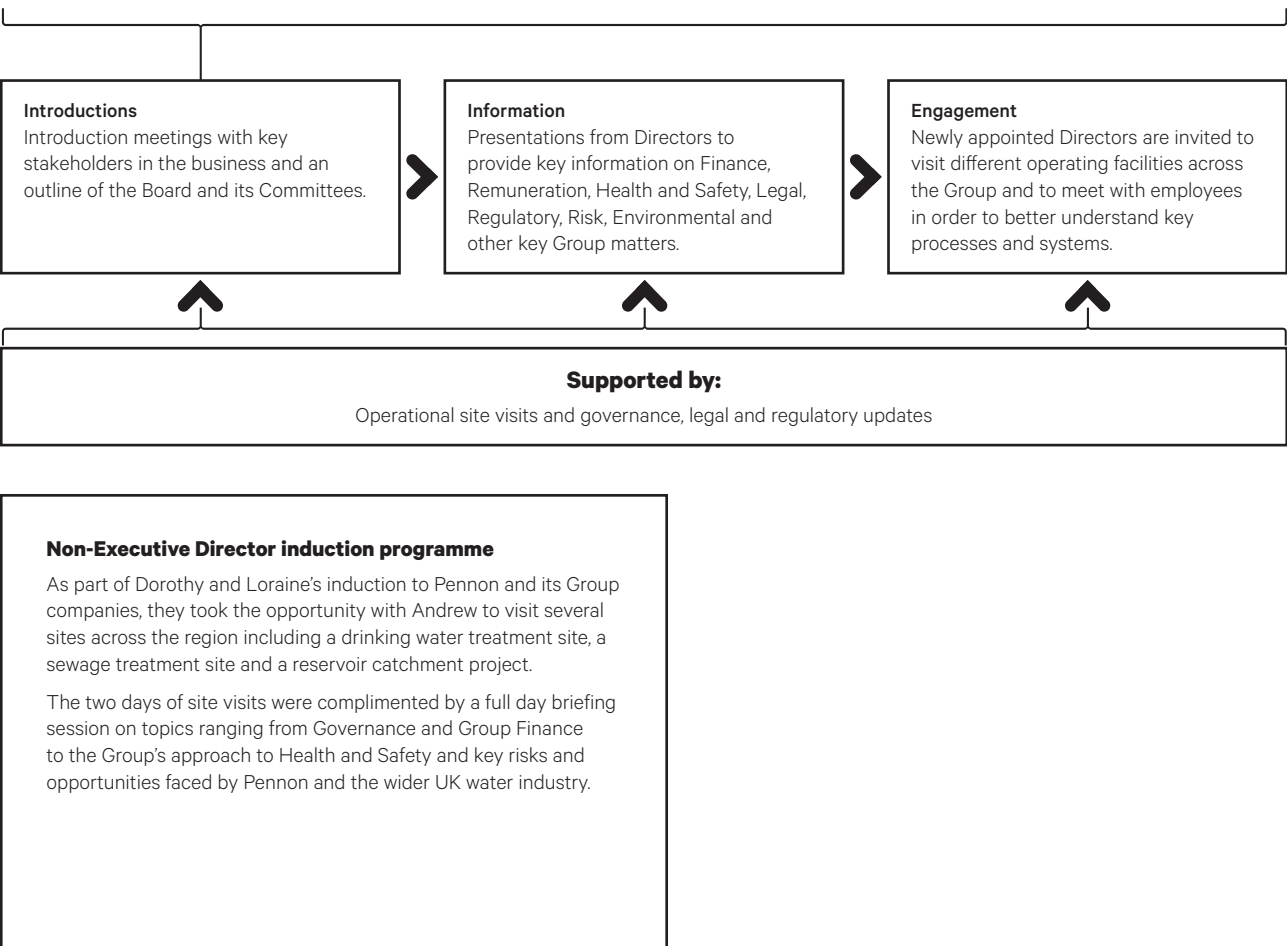 Introductions
Introduction meetings with key
stakeholders in the business and an
outline of the Board and its Committees.
Information
Presentations from Directors to
provide key information on Finance,
Remuneration, Health and Safety, Legal,
Regulatory, Risk, Environmental and
other key Group matters.
Engagement
Newly appointed Directors are invited to
visit different operating facilities across
the Group and to meet with employees
in order to better understand key
processes and systems.
Supported by:
Operational site visits and governance, legal and regulatory updates
Non-Executive Director induction programme
As part of Dorothy and Loraine’s induction to Pennon and its Group
companies, they took the opportunity with Andrew to visit several
sites across the region including a drinking water treatment site, a
sewage treatment site and a reservoir catchment project.
The two days of site visits were complimented by a full day briefing
session on topics ranging from Governance and Group Finance
to the Group’s approach to Health and Safety and key risks and
opportunities faced by Pennon and the wider UK water industry.